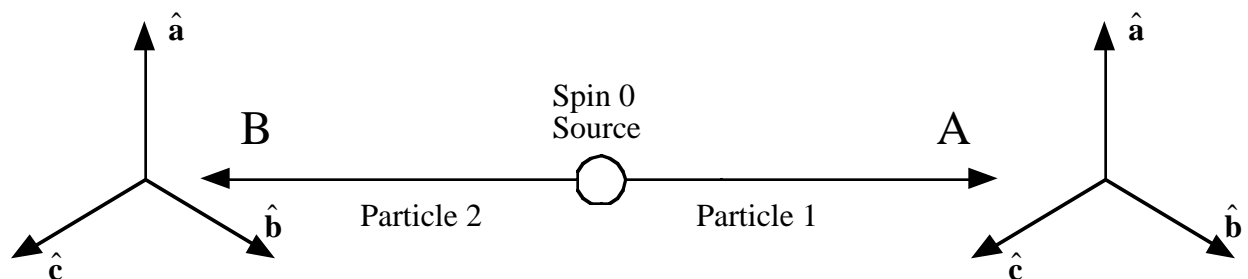 â
â
Spin 0
Source
B
A
Particle 2
Particle 1
b̂
ĉ
b̂
ĉ